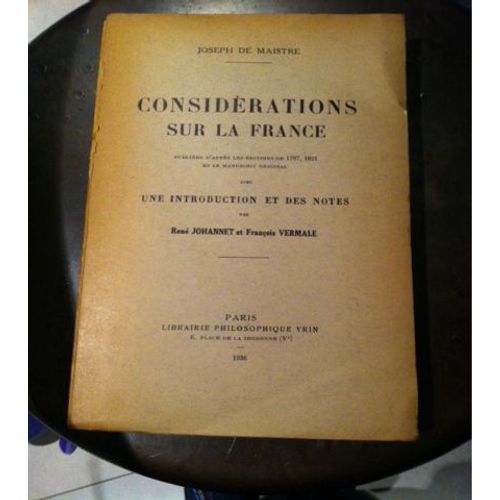 JOSEPH DE MAISTRE
CONSIDÉRATIONS
SUR LA FRANCE
PUBLIÉES D'APRÈS LES ÉDITIONS DE 1797, 1821
ET LE MANUSCRIT ORIGINAL
AVEC
UNE INTRODUCTION ET DES NOTES
PAR
René JOHANNET et François VERMALE
PARIS
LIBRAIRIE PHILOSOPHIQUE VRIN
6, PLACE DE LA SORBONNE (Vᵉ)
1936